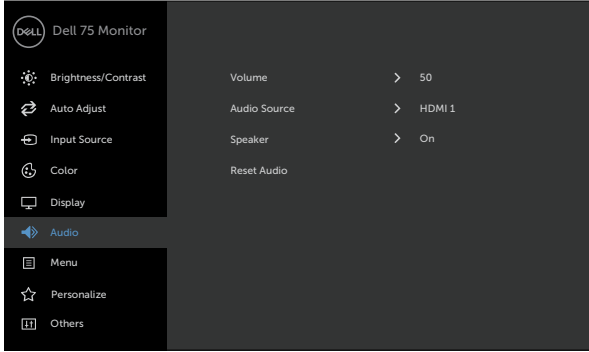 DELL Dell 75 Monitor
Brightness/Contrast
Auto Adjust
Input Source
Color
Display
Audio
Menu
Personalize
Others
Volume > 50
Audio Source > HDMI 1
Speaker > On
Reset Audio